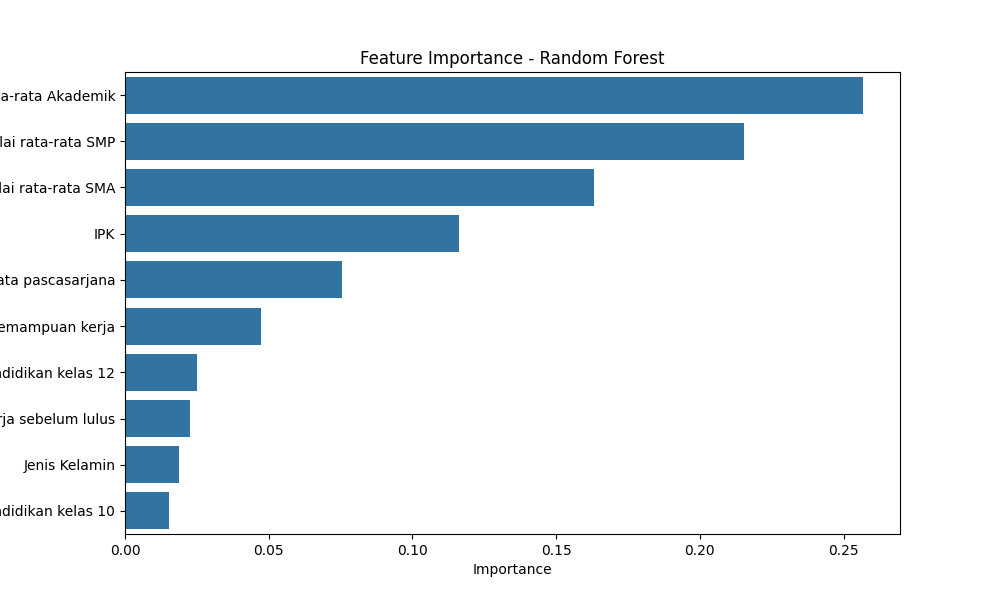 Feature Importance - Random Forest
a-rata Akademik
lai rata-rata SMP
lai rata-rata SMA
IPK
ata pascasarjana
emampuan kerja
ndidikan kelas 12
rja sebelum lulus
Jenis Kelamin
ndidikan kelas 10
0.00 0.05 0.10 0.15 0.20 0.25
Importance